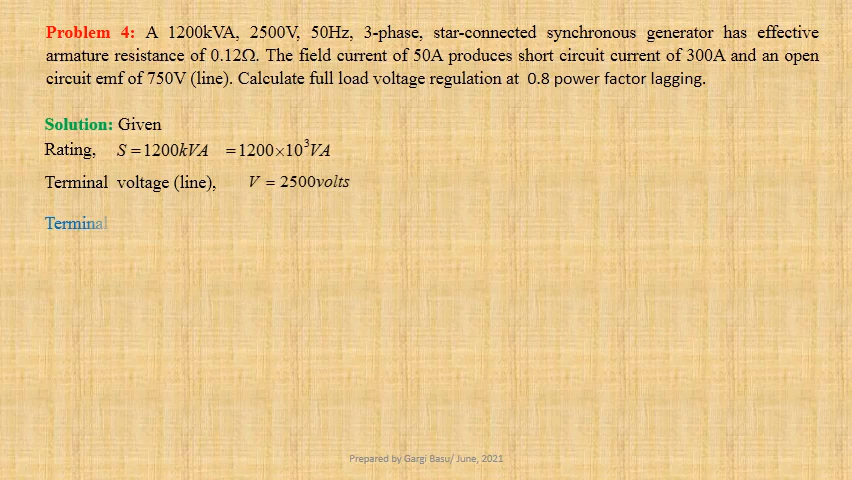 Problem 4: A 1200kVA, 2500V, 50Hz, 3-phase, star-connected synchronous generator has effective
armature resistance of 0.12Ω. The field current of 50A produces short circuit current of 300A and an open
circuit emf of 750V (line). Calculate full load voltage regulation at 0.8 power factor lagging.
Solution: Given
Rating, S = 1200kVA = 1200×10³VA
Terminal voltage (line), V = 2500volts
Terminal
Prepared by Gargi Basu/ June, 2021